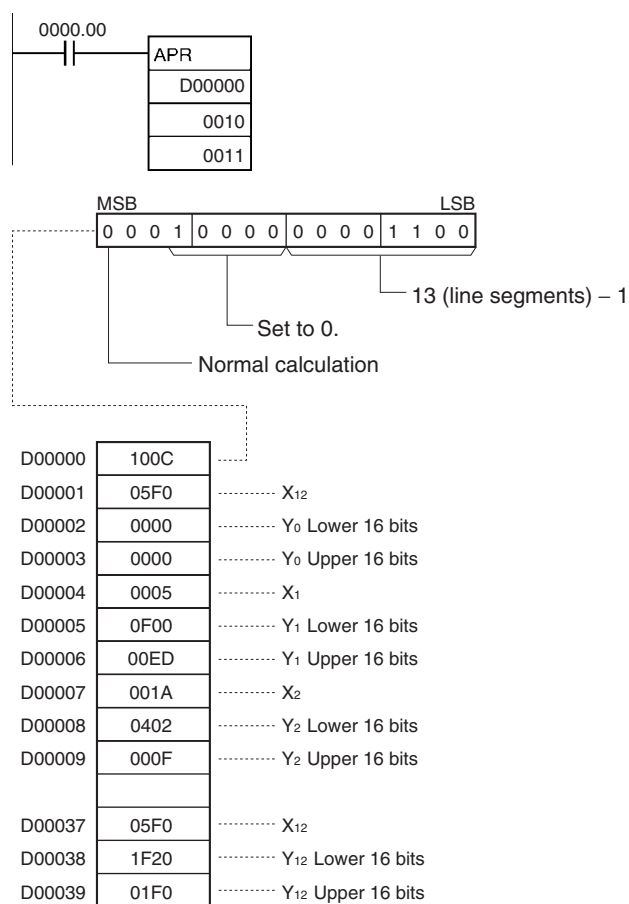 0000.00
APR
D00000
0010
0011
MSB LSB
0 0 0 1 0 0 0 0 0 0 0 0 1 1 0 0
13 (line segments) − 1
Set to 0.
Normal calculation
D00000 100C
D00001 05F0 X12
D00002 0000 Y0 Lower 16 bits
D00003 0000 Y0 Upper 16 bits
D00004 0005 X1
D00005 0F00 Y1 Lower 16 bits
D00006 00ED Y1 Upper 16 bits
D00007 001A X2
D00008 0402 Y2 Lower 16 bits
D00009 000F Y2 Upper 16 bits
D00037 05F0 X12
D00038 1F20 Y12 Lower 16 bits
D00039 01F0 Y12 Upper 16 bits